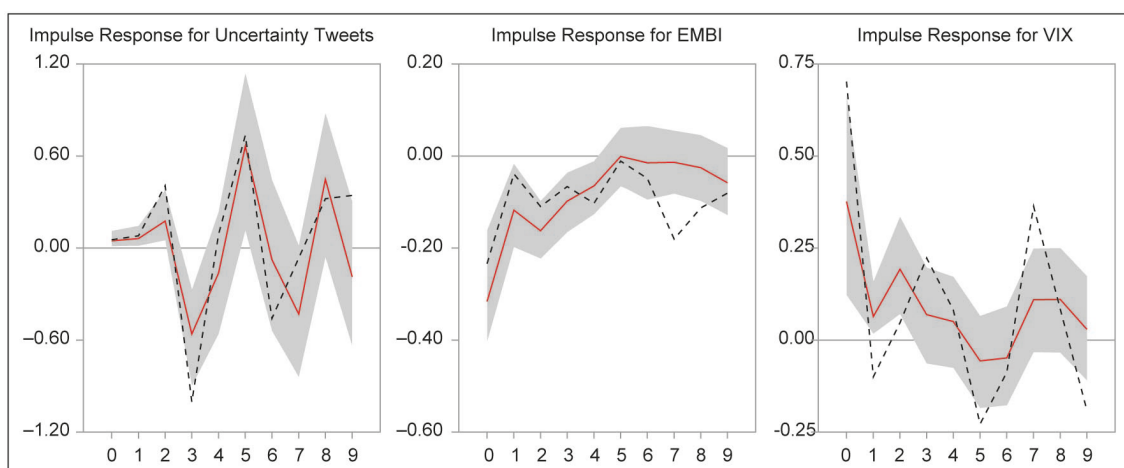 Impulse Response for Uncertainty Tweets
1.20
0.60
0.00
–0.60
–1.20
0 1 2 3 4 5 6 7 8 9
Impulse Response for EMBI
0.20
0.00
-0.20
–0.40
–0.60
0 1 2 3 4 5 6 7 8 9
Impulse Response for VIX
0.75
0.50
0.25
0.00
-0.25
0 1 2 3 4 5 6 7 8 9